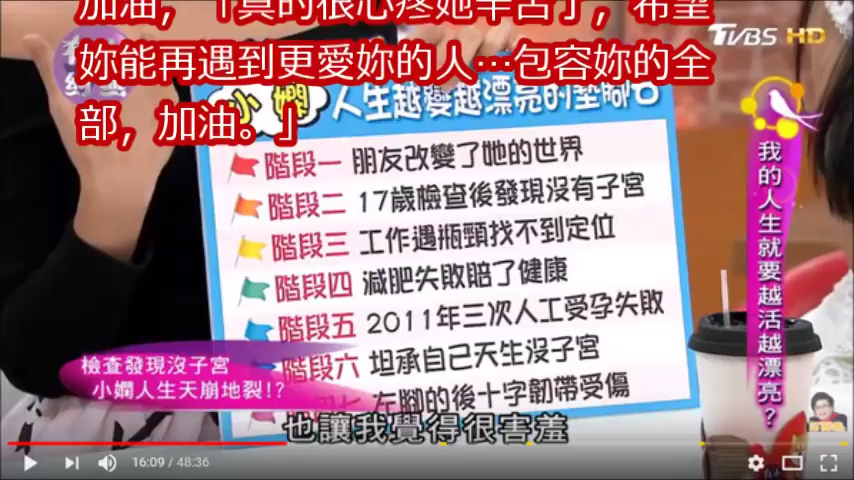 加油，「真的很心疼她辛苦了，希望
妳能再遇到更愛妳的人…包容妳的全
部，加油。」
TVBS HD
小嫻 人生越變越漂亮的墊腳石
階段一 朋友改變了她的世界
階段二 17歲檢查後發現沒有子宮
階段三 工作遇瓶頸找不到定位
階段四 減肥失敗賠了健康
階段五 2011年三次人工受孕失敗
階段六 坦承自己天生沒子宮
左腳的後十字韌帶受傷
我的人生就要越活越漂亮？
檢查發現沒子宮
小嫻人生天崩地裂!?
也讓我覺得很害羞
16:09 / 48:36